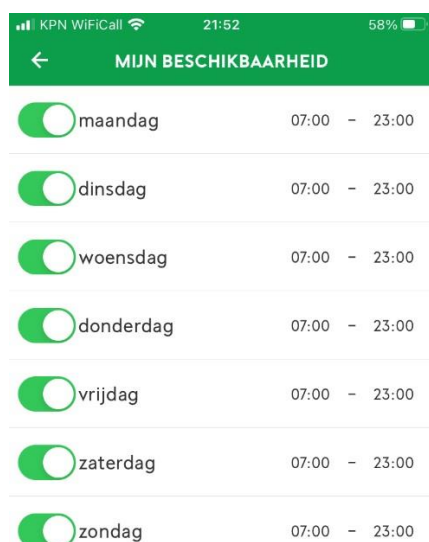 KPN WiFiCall 21:52 58%
MIJN BESCHIKBAARHEID
maandag 07:00 – 23:00
dinsdag 07:00 – 23:00
woensdag 07:00 – 23:00
donderdag 07:00 – 23:00
vrijdag 07:00 – 23:00
zaterdag 07:00 – 23:00
zondag 07:00 – 23:00